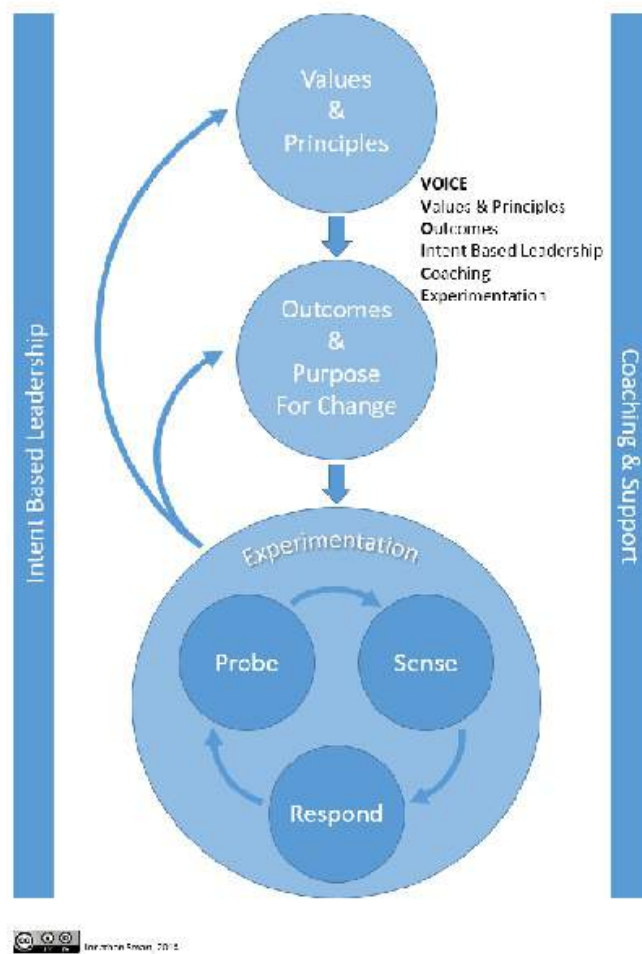 Values
&
Principles
VOICE
Values & Principles
Outcomes
Intent Based Leadership
Coaching
Experimentation
Outcomes
&
Purpose
For Change
Intent Based Leadership
Coaching & Support
Experimentation
Probe
Sense
Respond